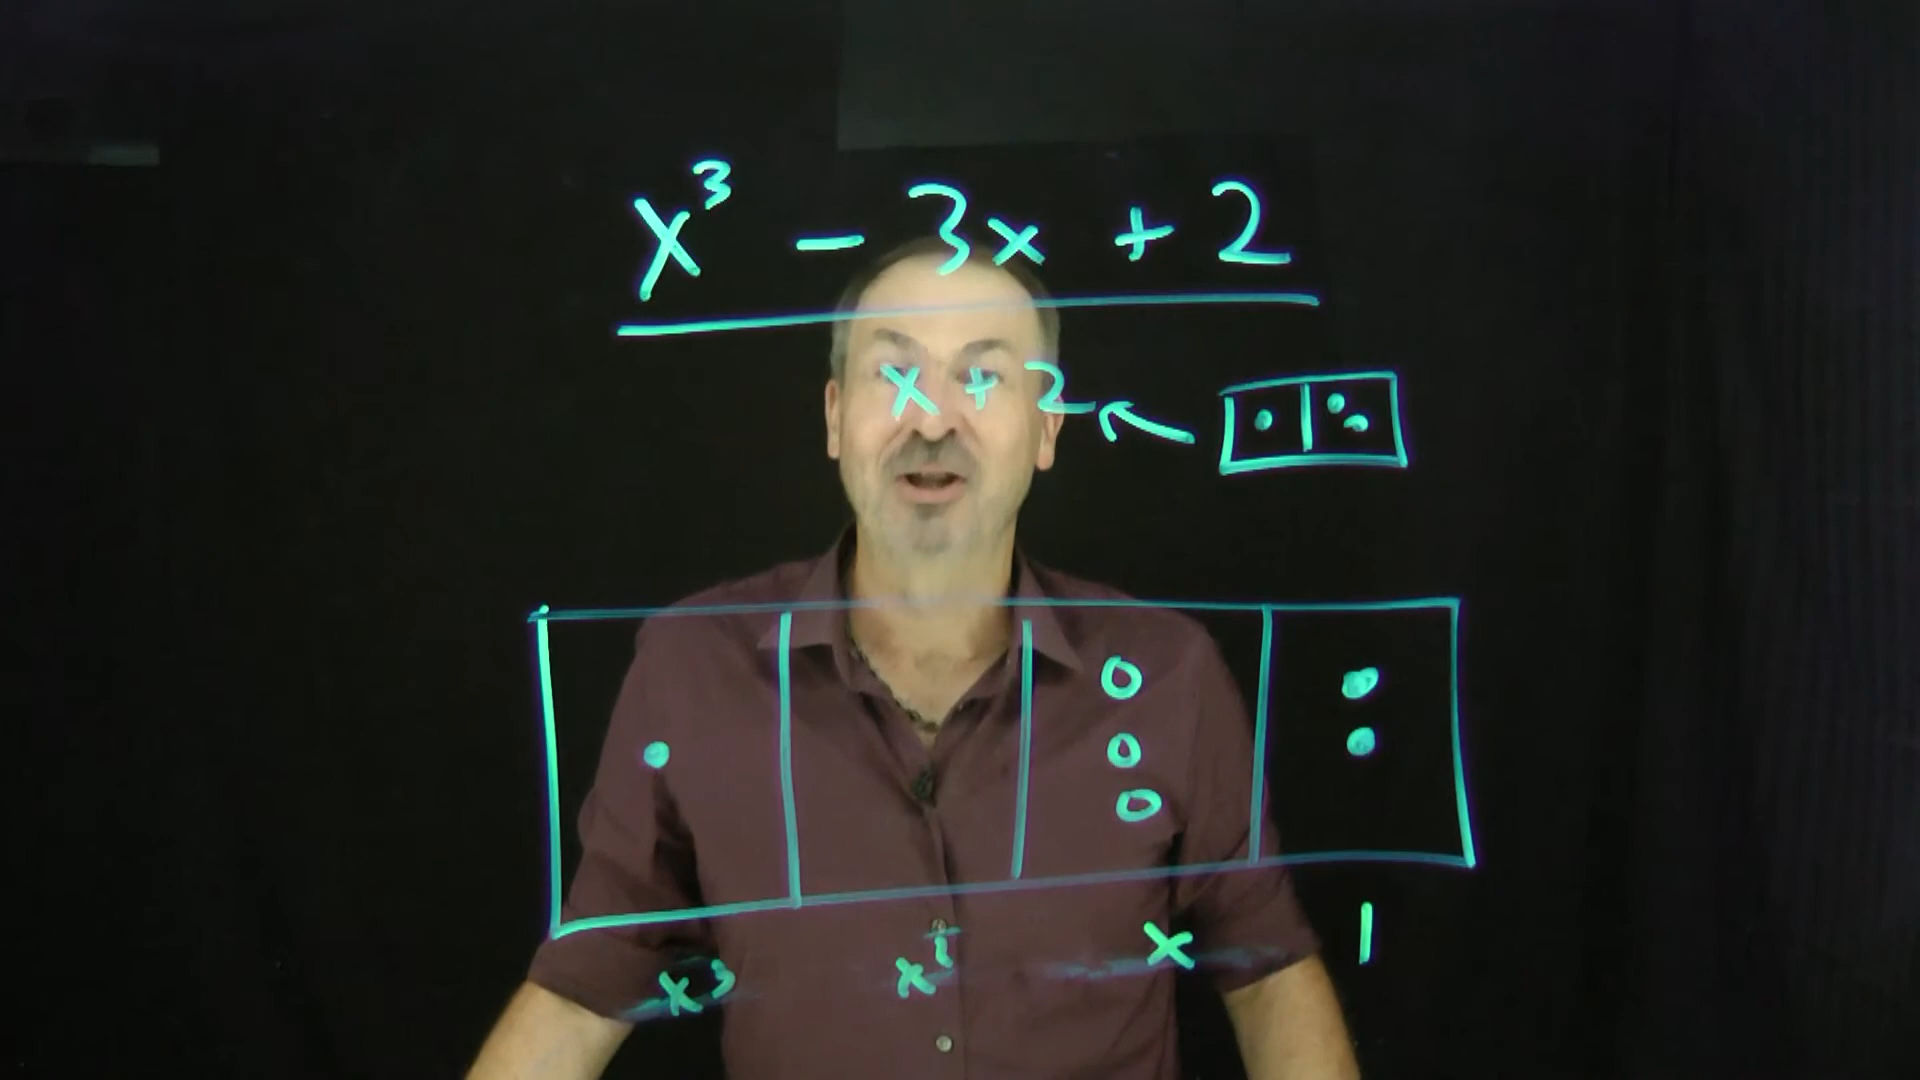 x³ - 3x + 2
x + 2
x³ x² x 1